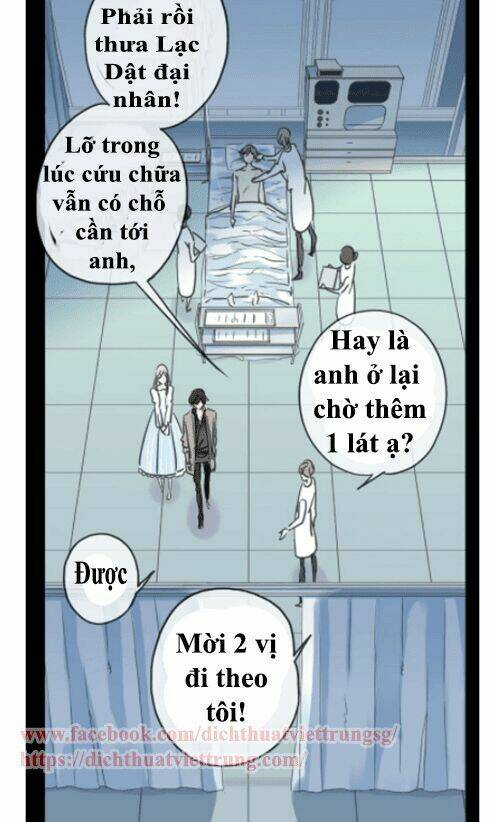 Phải rồi
thưa Lạc
Dật đại
nhân!
Lỡ trong
lúc cứu chữa
vẫn có chỗ
cần tới
anh,
Hay là
anh ở lại
chờ thêm
1 lát ạ?
Được
Mời 2 vị
đi theo
tôi!
www.facebook.com/dichthuatviettrungsg/
https://dichthuatviettrung.com/